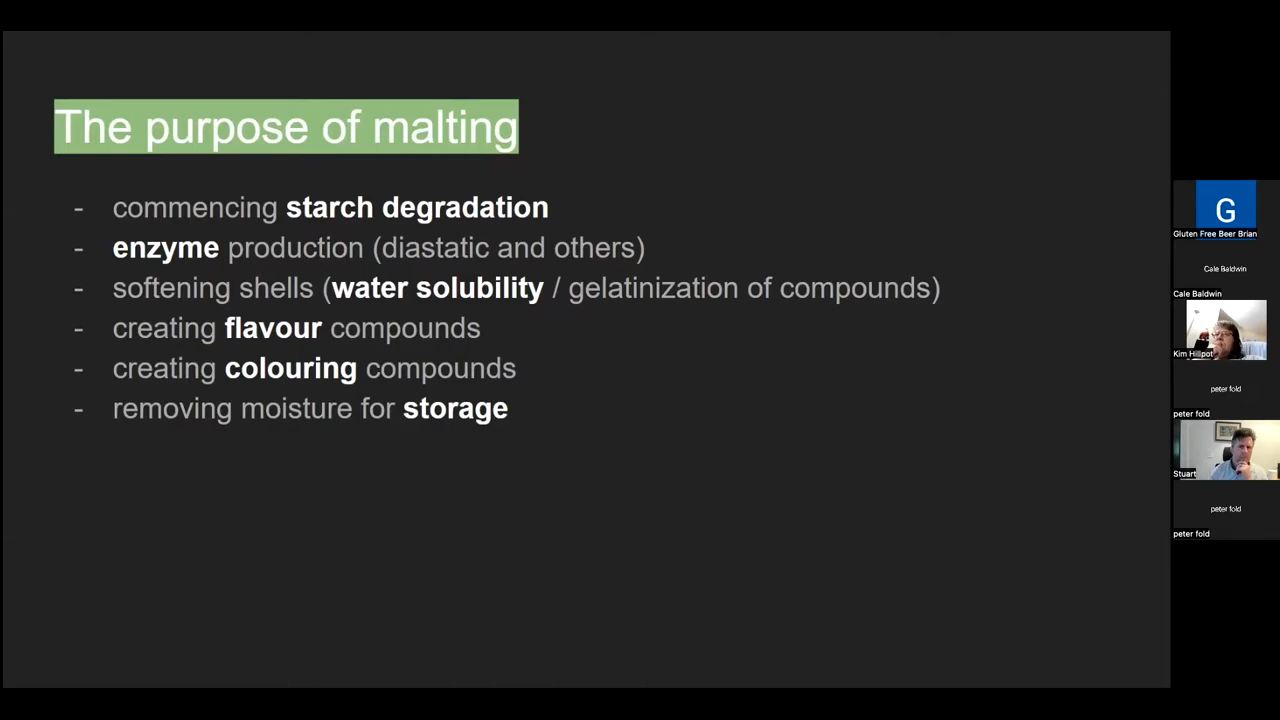 The purpose of malting
- commencing starch degradation
- enzyme production (diastatic and others)
- softening shells (water solubility / gelatinization of compounds)
- creating flavour compounds
- creating colouring compounds
- removing moisture for storage
G
Gluten Free Beer Brian
Cale Baldwin
Cale Baldwin
Kim Hillpot
peter fold
peter fold
Stuart
peter fold
peter fold